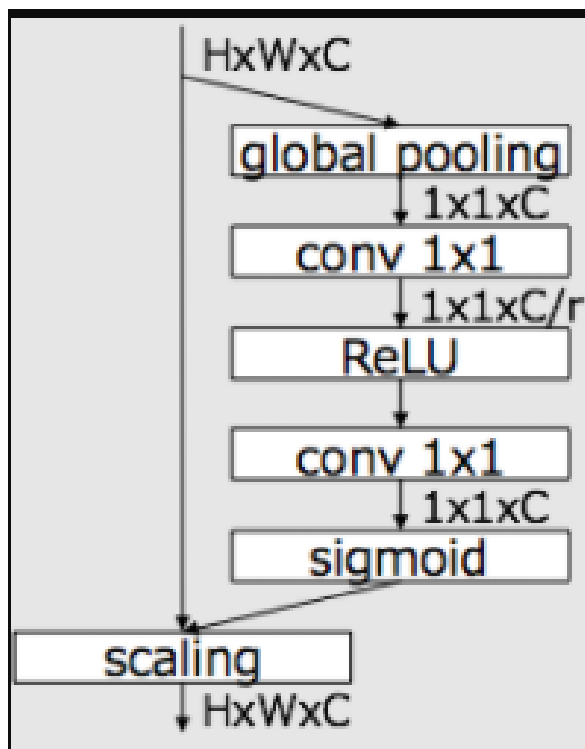 HxWxC
global pooling
1x1xC
conv 1x1
1x1xC/r
ReLU
conv 1x1
1x1xC
sigmoid
scaling
HxWxC